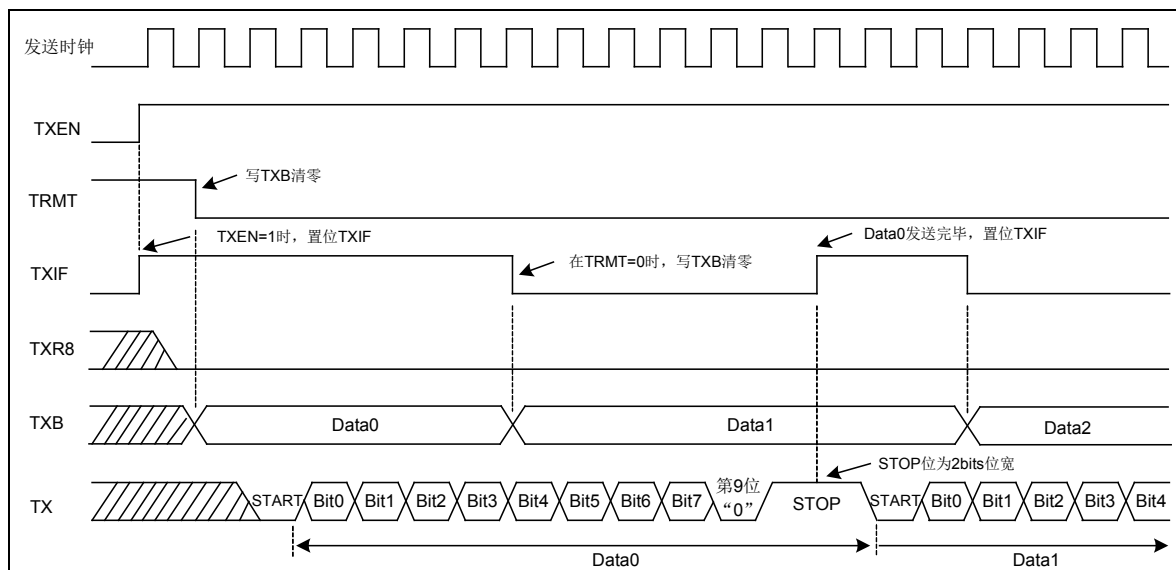 发送时钟
TXEN
写TXB清零
TRMT
TXEN=1时，置位TXIF
Data0发送完毕，置位TXIF
TXIF
在TRMT=0时，写TXB清零
TXR8
TXB
Data0
Data1
Data2
STOP位为2bits位宽
TX
START
Bit0
Bit1
Bit2
Bit3
Bit4
Bit5
Bit6
Bit7
第9位
“0”
STOP
START
Bit0
Bit1
Bit2
Bit3
Bit4
Data0
Data1